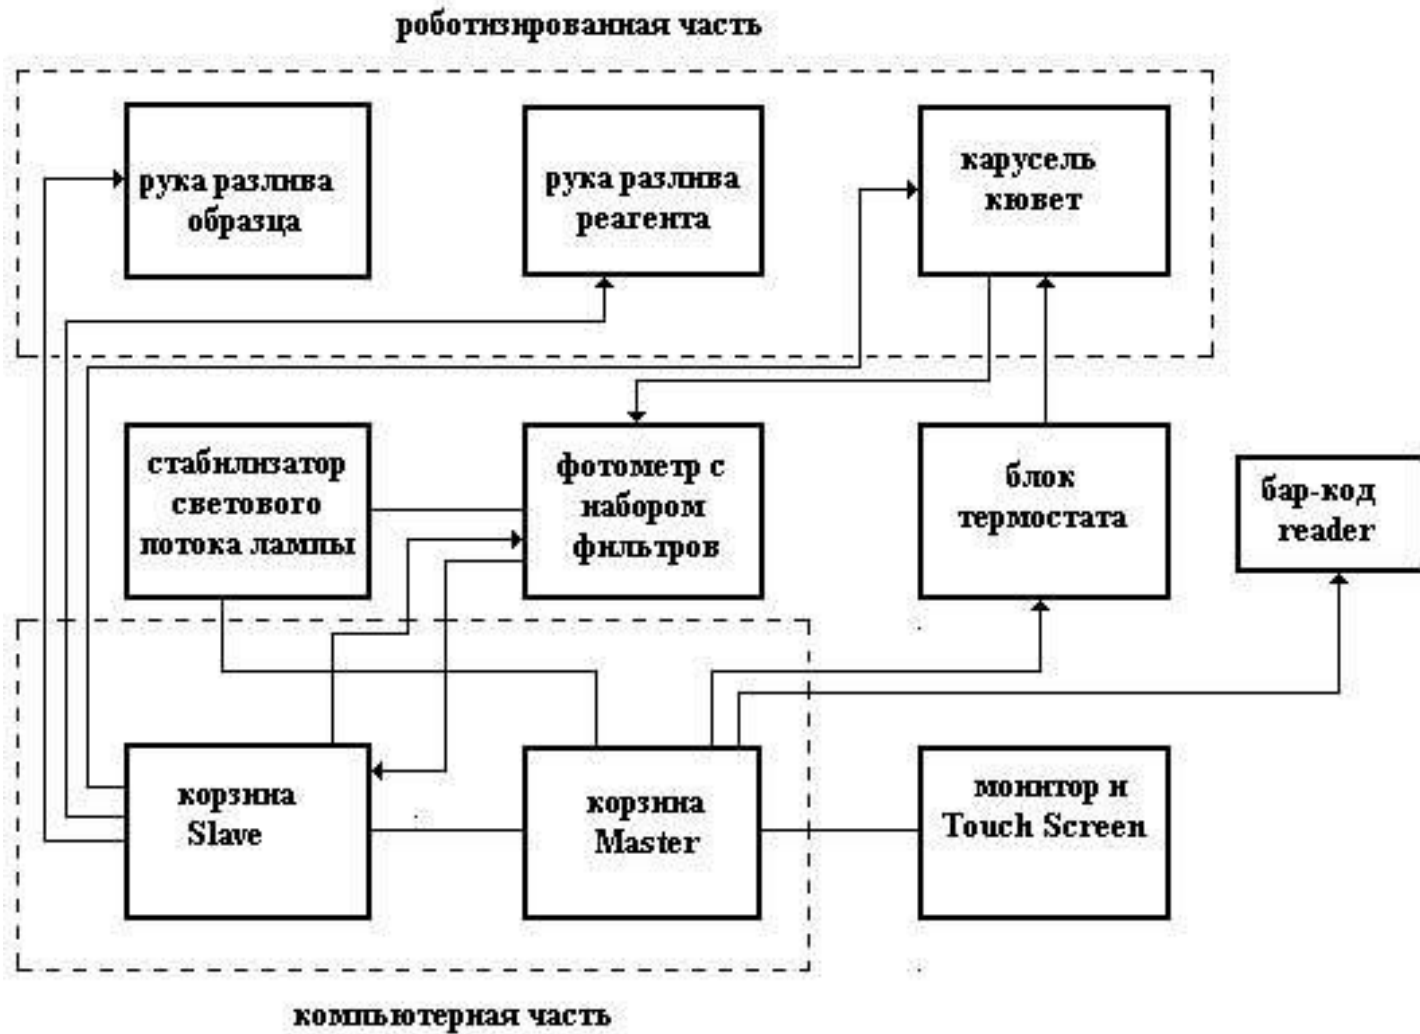 роботизированная часть
рука разлива
образца
рука разлива
реагента
карусель
кювет
стабилизатор
светового
потока лампы
фотометр с
набором
фильтров
блок
термостата
бар-код
reader
корзина
Slave
корзина
Master
монитор и
Touch Screen
компьютерная часть